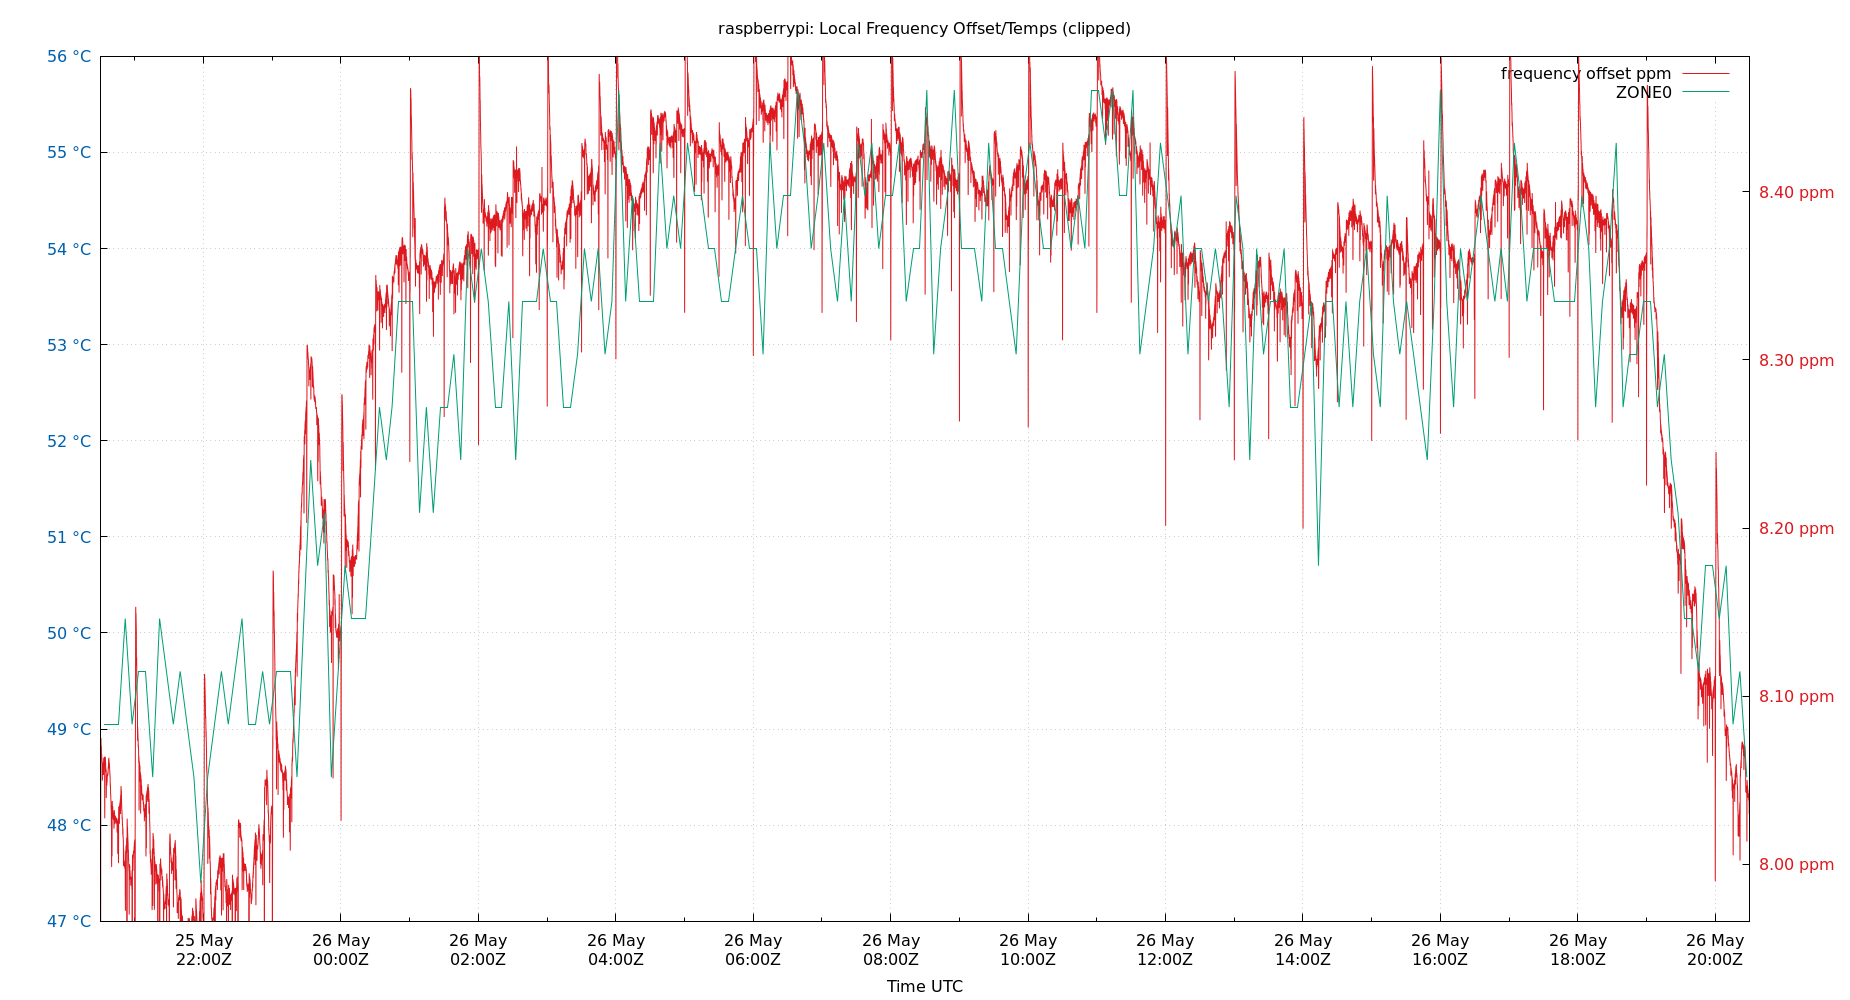 raspberrypi: Local Frequency Offset/Temps (clipped)
56 °C
55 °C
54 °C
53 °C
52 °C
51 °C
50 °C
49 °C
48 °C
47 °C
frequency offset ppm
ZONE0
8.40 ppm
8.30 ppm
8.20 ppm
8.10 ppm
8.00 ppm
25 May
22:00Z
26 May
00:00Z
26 May
02:00Z
26 May
04:00Z
26 May
06:00Z
26 May
08:00Z
26 May
10:00Z
26 May
12:00Z
26 May
14:00Z
26 May
16:00Z
26 May
18:00Z
26 May
20:00Z
Time UTC